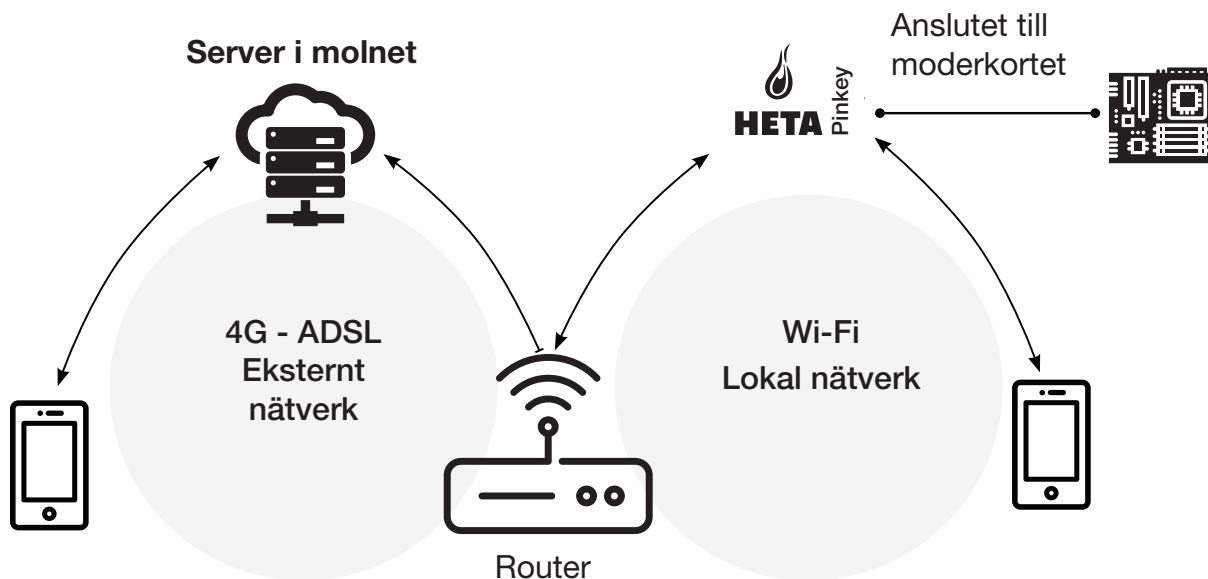 Server i molnet
HETA
Pinkey
Anslutet till
moderkortet
4G - ADSL
Eksternt
nätverk
Wi-Fi
Lokal nätverk
Router